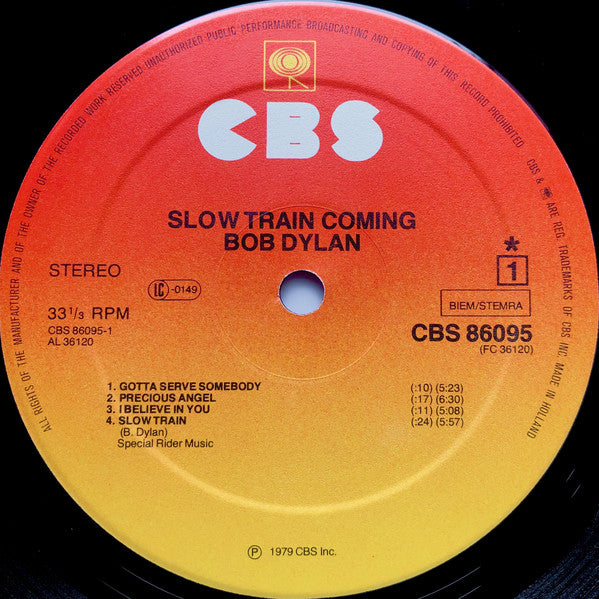 ALL RIGHTS OF THE MANUFACTURER AND OF THE OWNER OF THE RECORDED WORK RESERVED. UNAUTHORIZED PUBLIC PERFORMANCE BROADCASTING AND COPYING OF THIS RECORD PROHIBITED. CBS & ARE REG. TRADEMARKS OF CBS INC. MADE IN HOLLAND
CBS
SLOW TRAIN COMING
BOB DYLAN
STEREO
LC -0149
*
1
33 1/3 RPM
BIEM/STEMRA
CBS 86095-1
AL 36120
CBS 86095
(FC 36120)
1. GOTTA SERVE SOMEBODY (:10) (5:23)
2. PRECIOUS ANGEL (:17) (6:30)
3. I BELIEVE IN YOU (:11) (5:08)
4. SLOW TRAIN (:24) (5:57)
(B. Dylan)
Special Rider Music
Ⓟ 1979 CBS Inc.